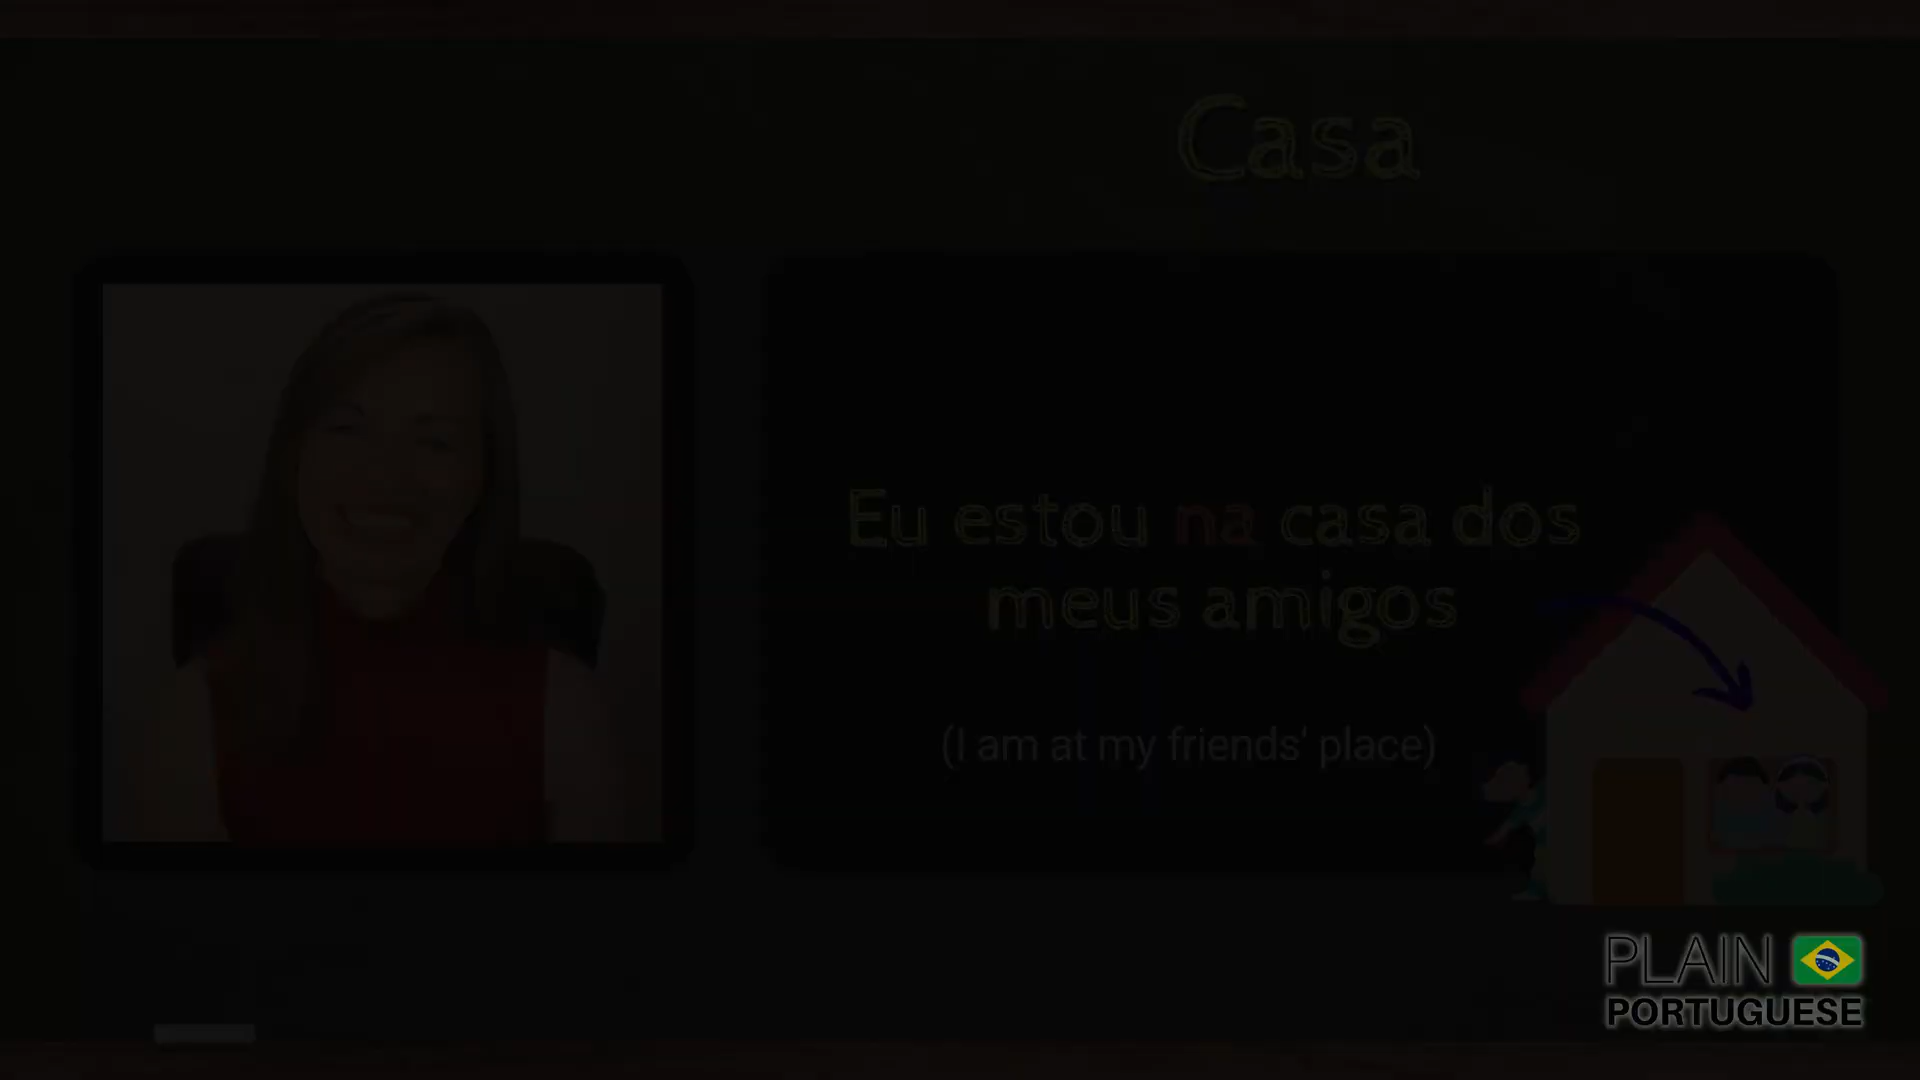 Casa
Eu estou na casa dos
meus amigos
(I am at my friends' place)
PLAIN
PORTUGUESE